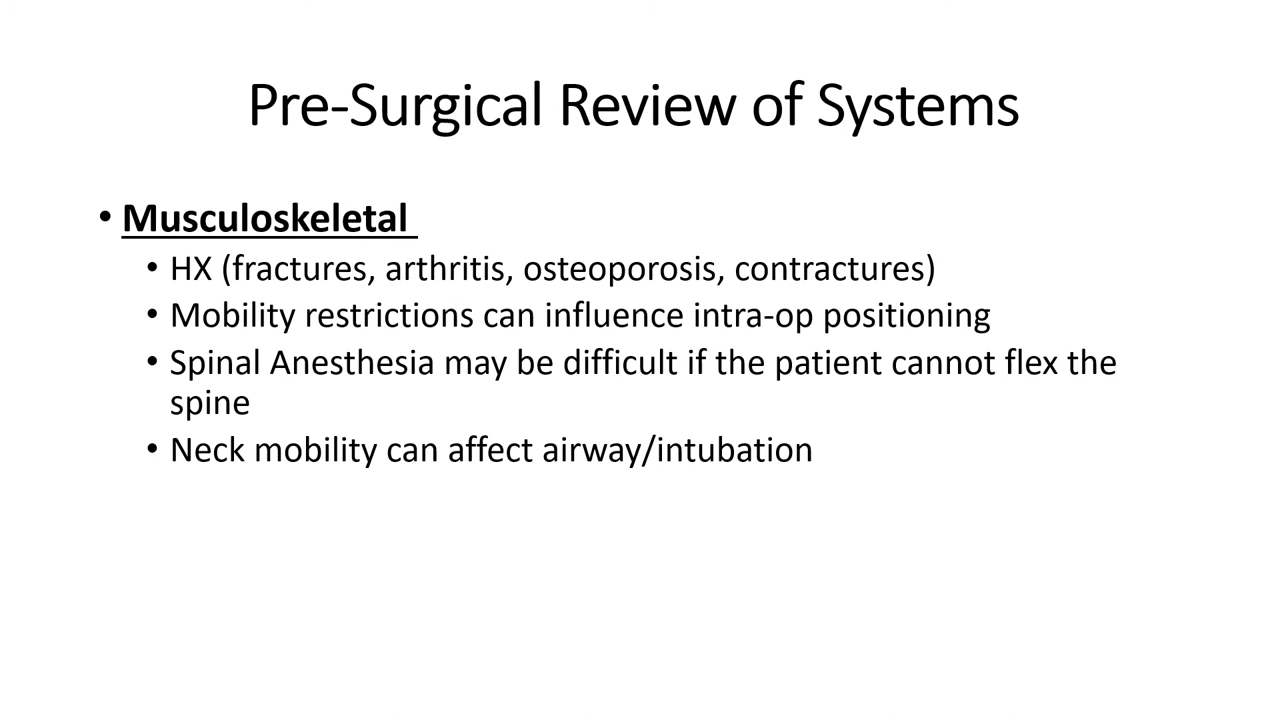 Pre-Surgical Review of Systems
• Musculoskeletal
• HX (fractures, arthritis, osteoporosis, contractures)
• Mobility restrictions can influence intra-op positioning
• Spinal Anesthesia may be difficult if the patient cannot flex the
spine
• Neck mobility can affect airway/intubation